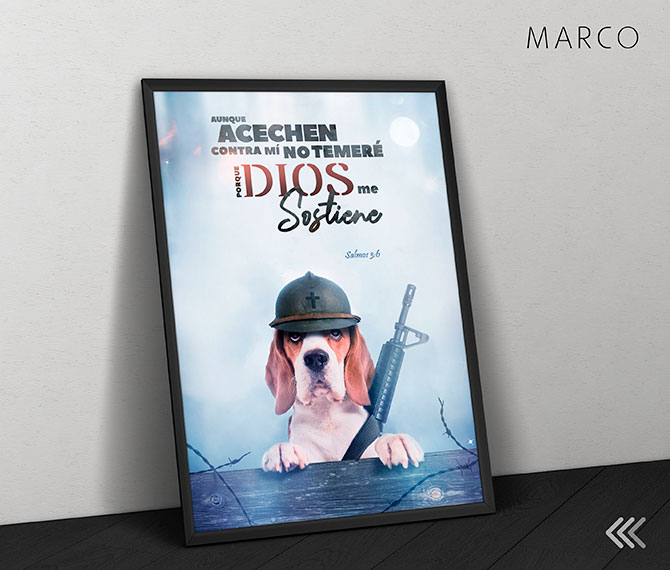 MARCO
AUNQUE
ACECHEN
CONTRA MÍ NO TEMERÉ
PORQUE DIOS me
Sostiene
Salmos 3:6